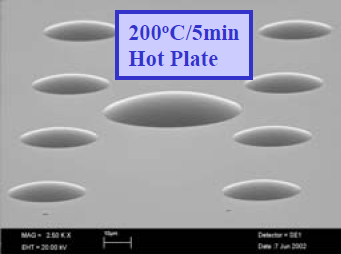 200°C/5min
Hot Plate
MAG = 2.50 K X
10µm
Detector = SE1
EHT = 20.00 kV
Date :7 Jun 2002